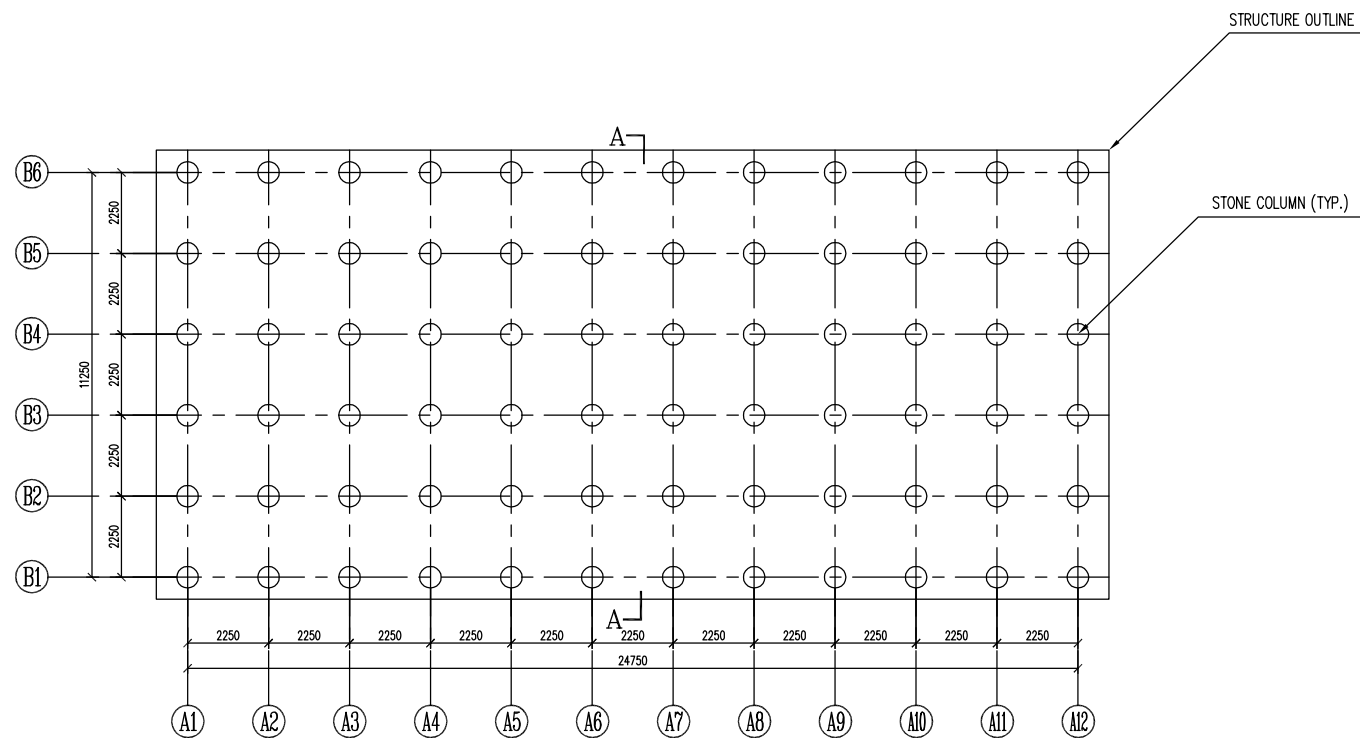 STRUCTURE OUTLINE
A
B6
2250
STONE COLUMN (TYP.)
B5
2250
B4
11250
2250
B3
2250
B2
2250
B1
A
2250 2250 2250 2250 2250 2250 2250 2250 2250 2250 2250
24750
A1 A2 A3 A4 A5 A6 A7 A8 A9 A10 A11 A12